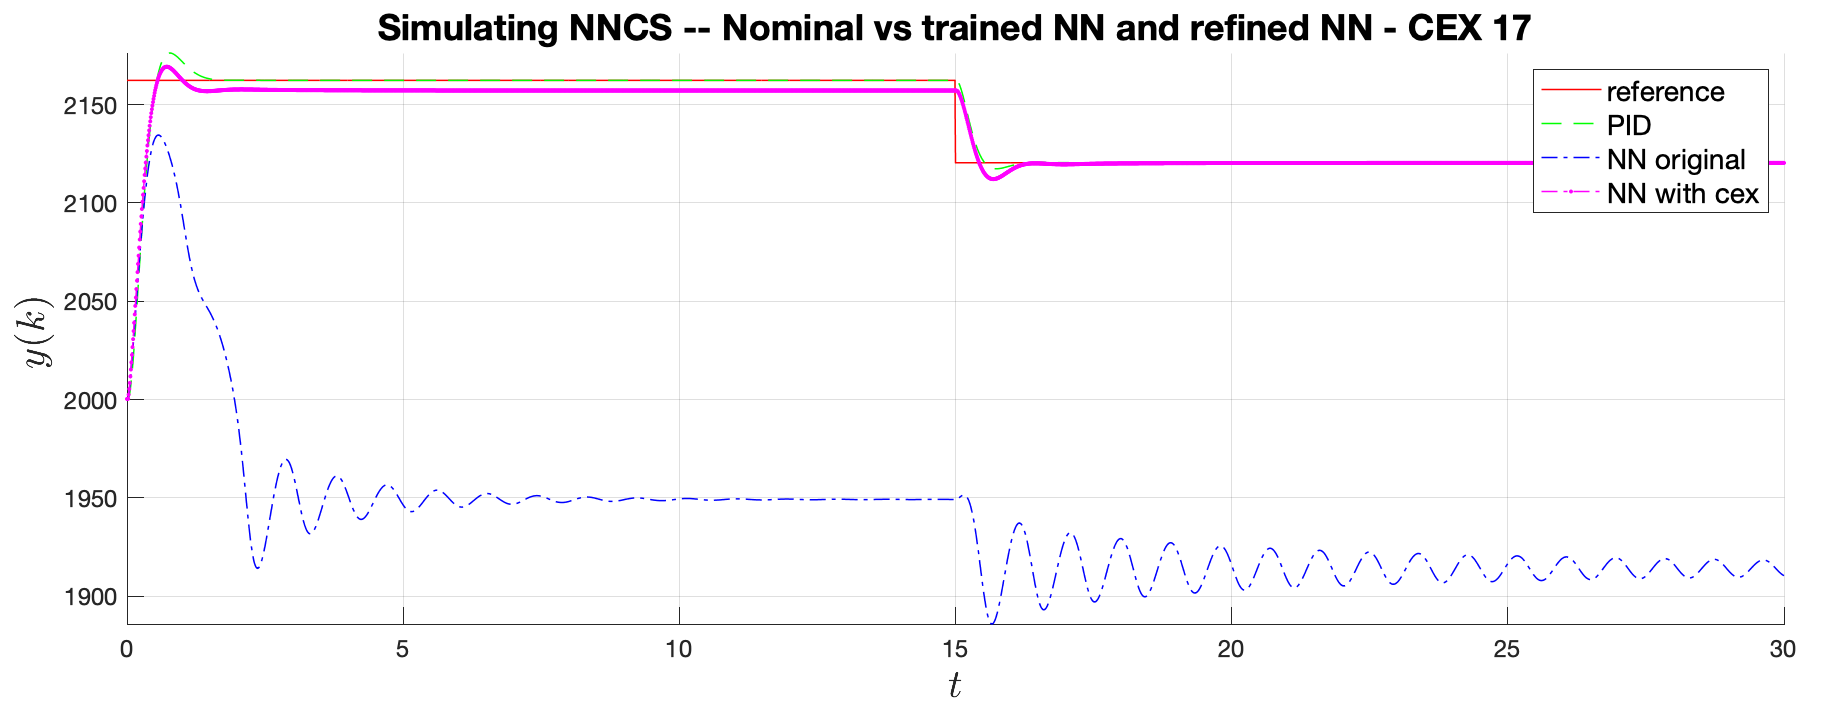 Simulating NNCS -- Nominal vs trained NN and refined NN - CEX 17
y(k)
2150
2100
2050
2000
1950
1900
reference
PID
NN original
NN with cex
0 5 10 15 20 25 30
t